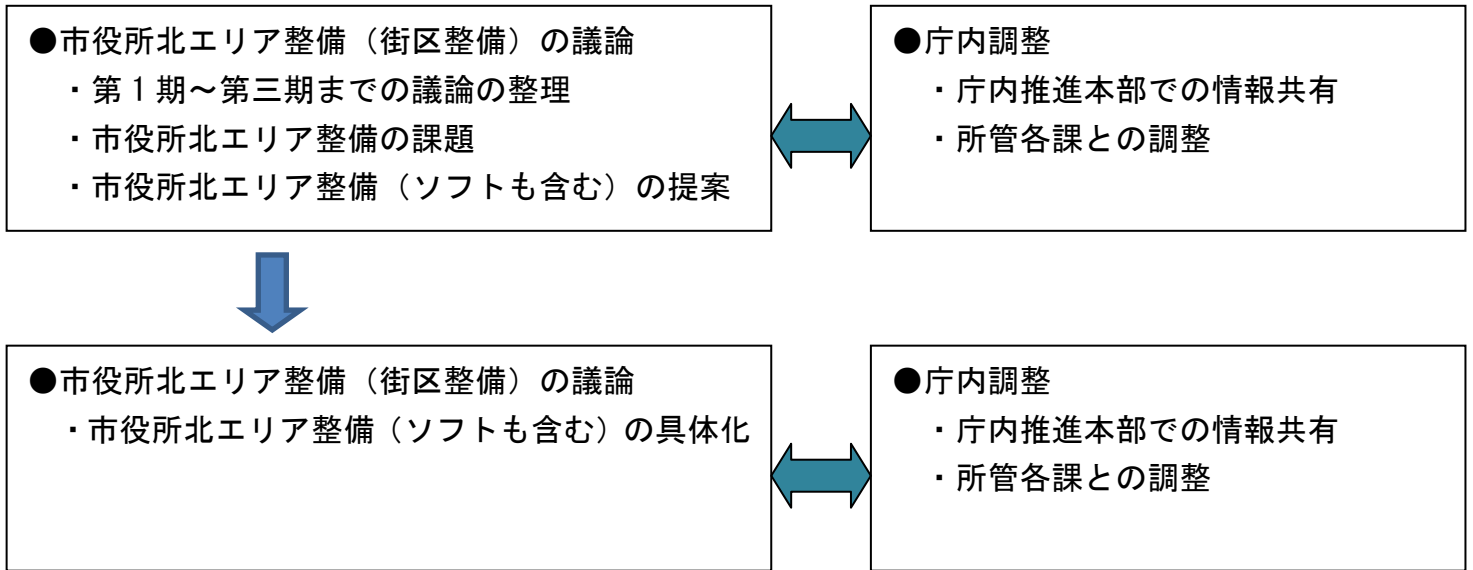 ●市役所北エリア整備（街区整備）の議論
・第1期～第三期までの議論の整理
・市役所北エリア整備の課題
・市役所北エリア整備（ソフトも含む）の提案
●庁内調整
・庁内推進本部での情報共有
・所管各課との調整
●市役所北エリア整備（街区整備）の議論
・市役所北エリア整備（ソフトも含む）の具体化
●庁内調整
・庁内推進本部での情報共有
・所管各課との調整